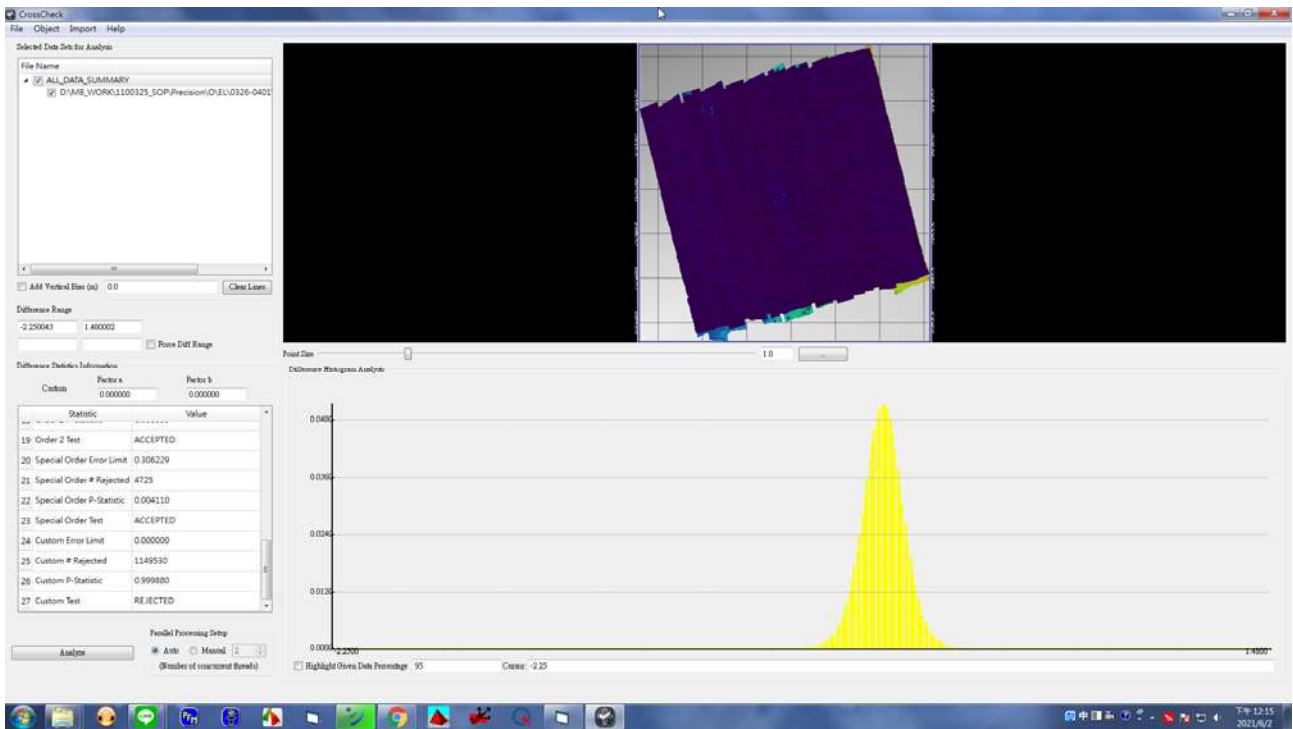 CrossCheck
File Object Import Help
Selected Data Sets for Analysis
File Name
ALL_DATA_SUMMARY
D:\MB_WORK\1100325_SOP\Precision\O\EL\0326-0401
Add Vertical Bias (m) 0.0 Clear Lines
Difference Range
-2.250043 1.480002
Force Diff Range
Point Size 1.0 ...
Difference Statistics Information
Difference Histogram Analysis
Factor a Factor b
Custom 0.000000 0.000000
Statistic Value
19 Order 2 Test ACCEPTED
20 Special Order Error Limit 0.306229
21 Special Order # Rejected 4725
22 Special Order P-Statistic 0.004110
23 Special Order Test ACCEPTED
24 Custom Error Limit 0.000000
25 Custom # Rejected 1149530
26 Custom P-Statistic 0.999880
27 Custom Test REJECTED
0.0480
0.0360
0.0240
0.0120
0.0000
-2.2500 1.4800
Parallel Processing Setup
Analyze Auto Manual 2
(Number of concurrent threads)
Highlight Given Data Percentage 95 Cursor: -2.25
中
下午 12:15
2021/6/2